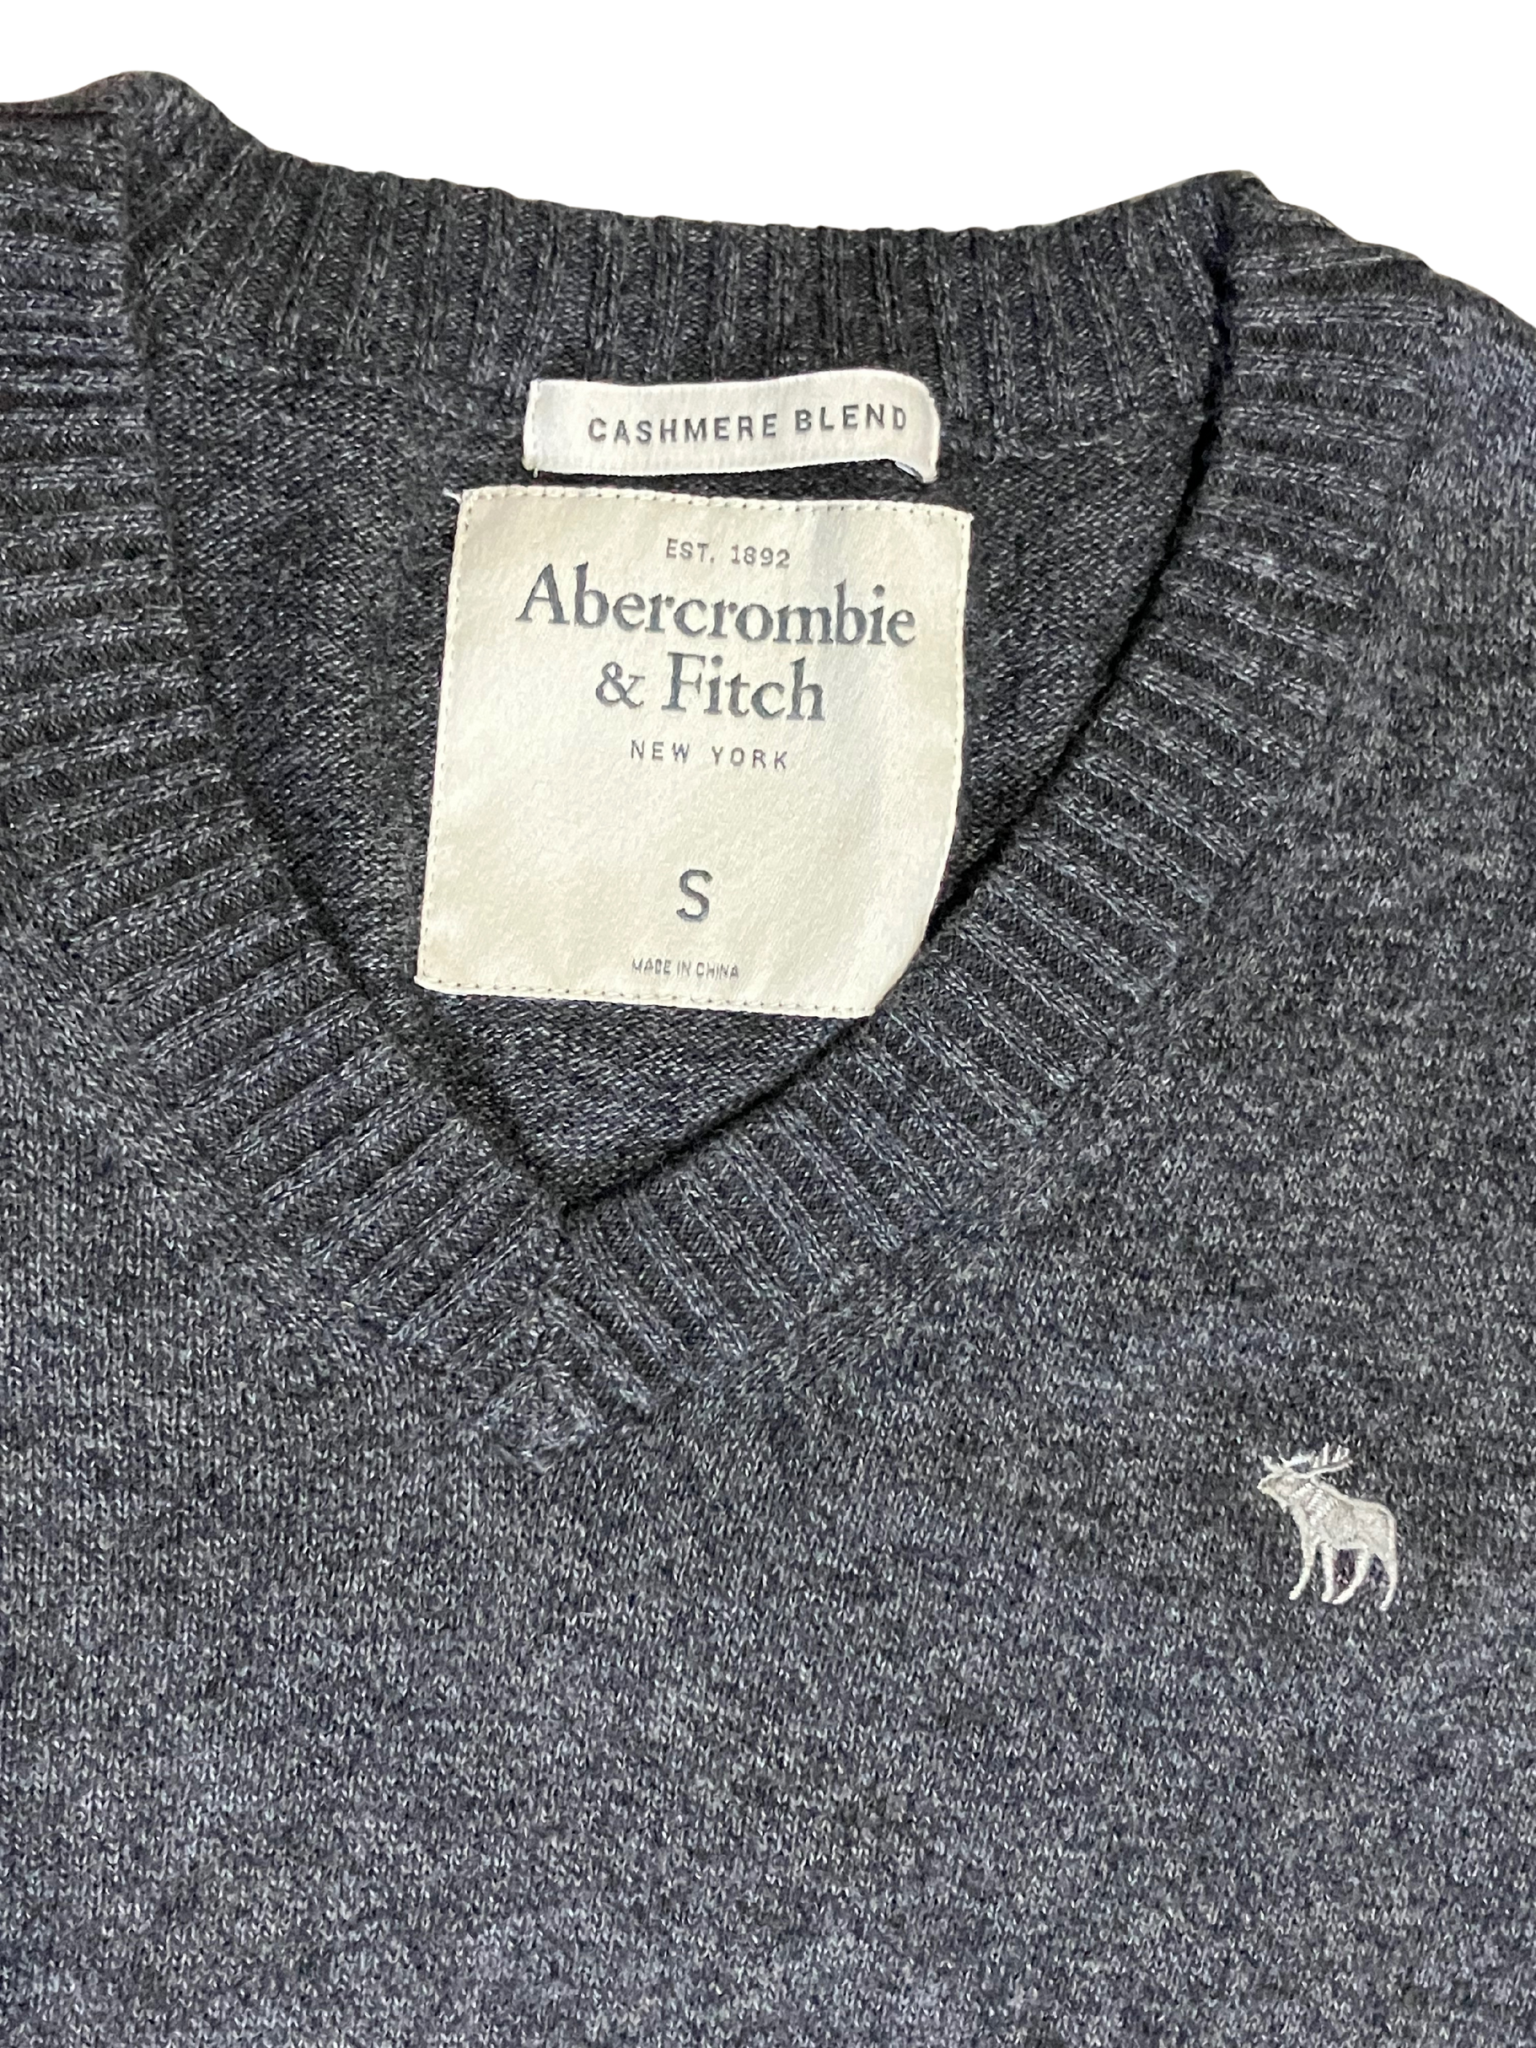 CASHMERE BLEND
EST. 1892
Abercrombie
& Fitch
NEW YORK
S
MADE IN CHINA